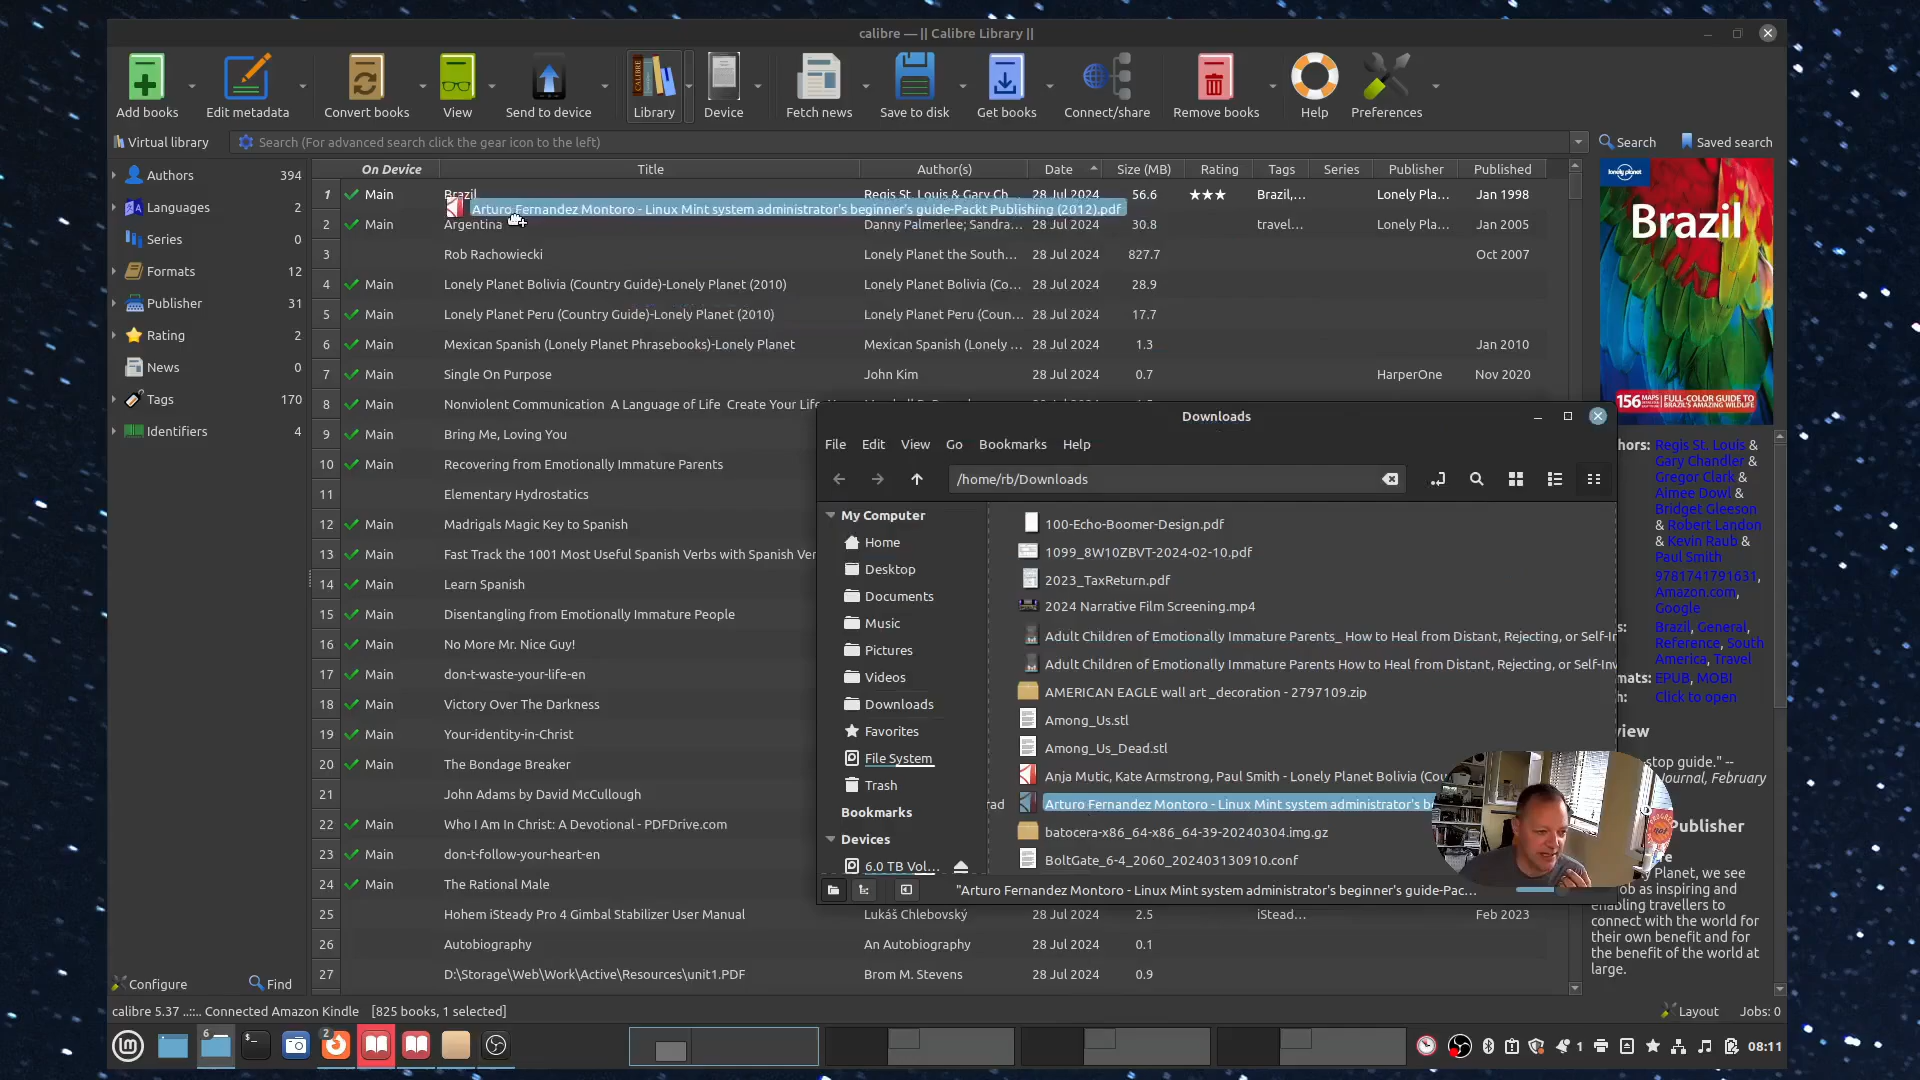 calibre — || Calibre Library ||
Add books
Edit metadata
Convert books
View
Send to device
Library
Device
Fetch news
Save to disk
Get books
Connect/share
Remove books
Help
Preferences
Virtual library
Search (For advanced search click the gear icon to the left)
Search
Saved search
Authors 394
Languages 2
Series 0
Formats 12
Publisher 31
Rating 2
News 0
Tags 170
Identifiers 4
Configure
Find
On Device Title Author(s) Date Size (MB) Rating Tags Series Publisher Published
1 Main Brazil Regis St. Louis & Gary Ch... 28 Jul 2024 56.6 ★★★ Brazil,... Lonely Pla... Jan 1998
Arturo Fernandez Montoro - Linux Mint system administrator's beginner's guide-Packt Publishing (2012).pdf
2 Main Argentina Danny Palmerlee; Sandra... 28 Jul 2024 30.8 travel... Lonely Pla... Jan 2005
3 Rob Rachowiecki Lonely Planet the South... 28 Jul 2024 827.7 Oct 2007
4 Main Lonely Planet Bolivia (Country Guide)-Lonely Planet (2010) Lonely Planet Bolivia (Co... 28 Jul 2024 28.9
5 Main Lonely Planet Peru (Country Guide)-Lonely Planet (2010) Lonely Planet Peru (Coun... 28 Jul 2024 17.7
6 Main Mexican Spanish (Lonely Planet Phrasebooks)-Lonely Planet Mexican Spanish (Lonely ... 28 Jul 2024 1.3 Jan 2010
7 Main Single On Purpose John Kim 28 Jul 2024 0.7 HarperOne Nov 2020
8 Main Nonviolent Communication A Language of Life Create Your Life
9 Main Bring Me, Loving You
10 Main Recovering from Emotionally Immature Parents
11 Elementary Hydrostatics
12 Main Madrigals Magic Key to Spanish
13 Main Fast Track the 1001 Most Useful Spanish Verbs with Spanish Ver
14 Main Learn Spanish
15 Main Disentangling from Emotionally Immature People
16 Main No More Mr. Nice Guy!
17 Main don-t-waste-your-life-en
18 Main Victory Over The Darkness
19 Main Your-identity-in-Christ
20 Main The Bondage Breaker
21 John Adams by David McCullough
22 Main Who I Am In Christ: A Devotional - PDFDrive.com
23 Main don-t-follow-your-heart-en
24 Main The Rational Male
25 Hohem iSteady Pro 4 Gimbal Stabilizer User Manual Lukáš Chlebovský 28 Jul 2024 2.5 iStead... Feb 2023
26 Autobiography An Autobiography 28 Jul 2024 0.1
27 D:\Storage\Web\Work\Active\Resources\unit1.PDF Brom M. Stevens 28 Jul 2024 0.9
Downloads
File Edit View Go Bookmarks Help
/home/rb/Downloads
My Computer
Home
Desktop
Documents
Music
Pictures
Videos
Downloads
Favorites
File System
Trash
Bookmarks
Devices
6.0 TB Vol...
100-Echo-Boomer-Design.pdf
1099_8W10ZBVT-2024-02-10.pdf
2023_TaxReturn.pdf
2024 Narrative Film Screening.mp4
Adult Children of Emotionally Immature Parents_ How to Heal from Distant, Rejecting, or Self-In
Adult Children of Emotionally Immature Parents How to Heal from Distant, Rejecting, or Self-Inv
AMERICAN EAGLE wall art _decoration - 2797109.zip
Among_Us.stl
Among_Us_Dead.stl
Anja Mutic, Kate Armstrong, Paul Smith - Lonely Planet Bolivia (Cou
rad Arturo Fernandez Montoro - Linux Mint system administrator's b
batocera-x86_64-x86_64-39-20240304.img.gz
BoltGate_6-4_2060_202403130910.conf
"Arturo Fernandez Montoro - Linux Mint system administrator's beginner's guide-Pac...
lonely planet
Brazil
156 MAPS FULL-COLOR GUIDE TO BRAZIL'S AMAZING WILDLIFE
hors: Regis St. Louis &
Gary Chandler &
Gregor Clark &
Aimee Dowl &
Bridget Gleeson
& Robert Landon
& Kevin Raub &
Paul Smith
9781741791631,
Amazon.com,
Google
s: Brazil, General,
Reference, South
America, Travel
mats: EPUB, MOBI
h: Click to open
view
-stop guide." --
Journal, February
Publisher
re
Planet, we see
ob as inspiring and
enabling travellers to
connect with the world for
their own benefit and for
the benefit of the world at
large.
calibre 5.37 ..::.. Connected Amazon Kindle [825 books, 1 selected]
Layout
Jobs: 0
6
2
1
08:11